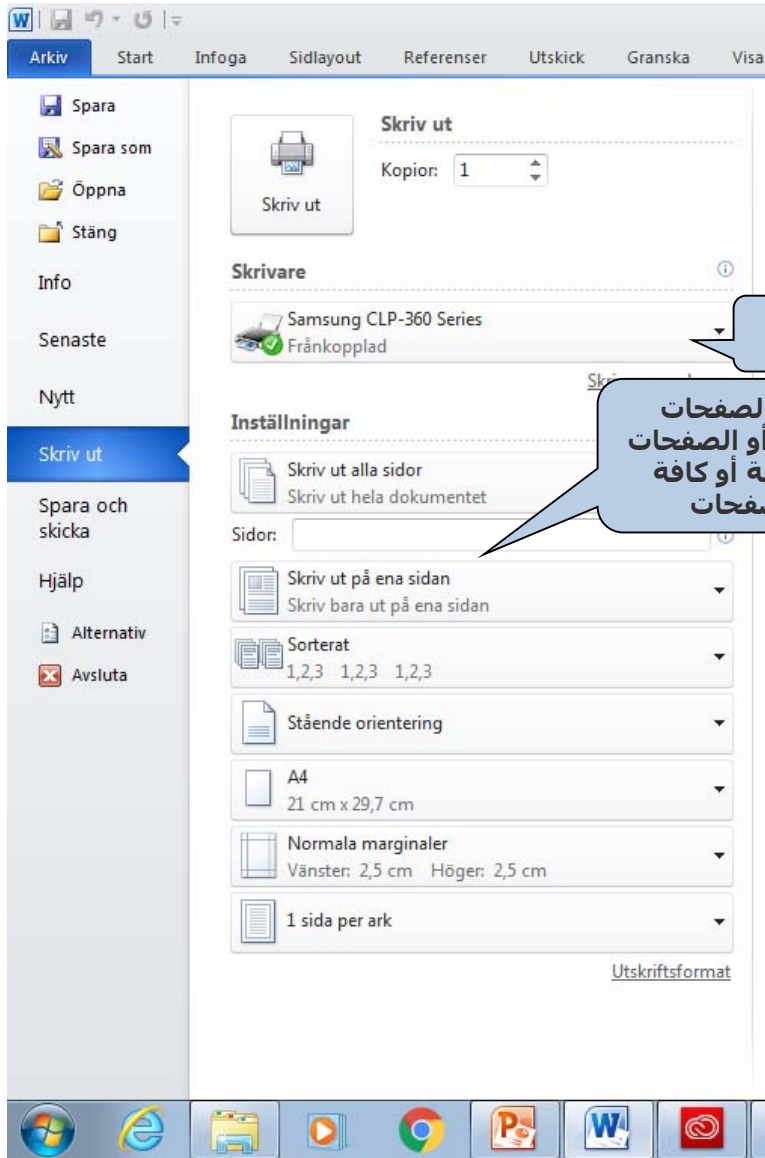 Arkiv Start Infoga Sidlayout Referenser Utskick Granska Visa
Spara
Spara som
Öppna
Stäng
Info
Senaste
Nytt
Skriv ut
Spara och
skicka
Hjälp
Alternativ
Avsluta
Skriv ut
Skriv ut
Kopior: 1
Skrivare
Samsung CLP-360 Series
Frånkopplad
Inställningar
Skriv ut alla sidor
Skriv ut hela dokumentet
Sidor:
Skriv ut på ena sidan
Skriv bara ut på ena sidan
Sorterat
1,2,3 1,2,3 1,2,3
Stående orientering
A4
21 cm x 29,7 cm
Normala marginaler
Vänster: 2,5 cm Höger: 2,5 cm
1 sida per ark
Utskriftsformat
الصفحات
أو الصفحات
أو كافة